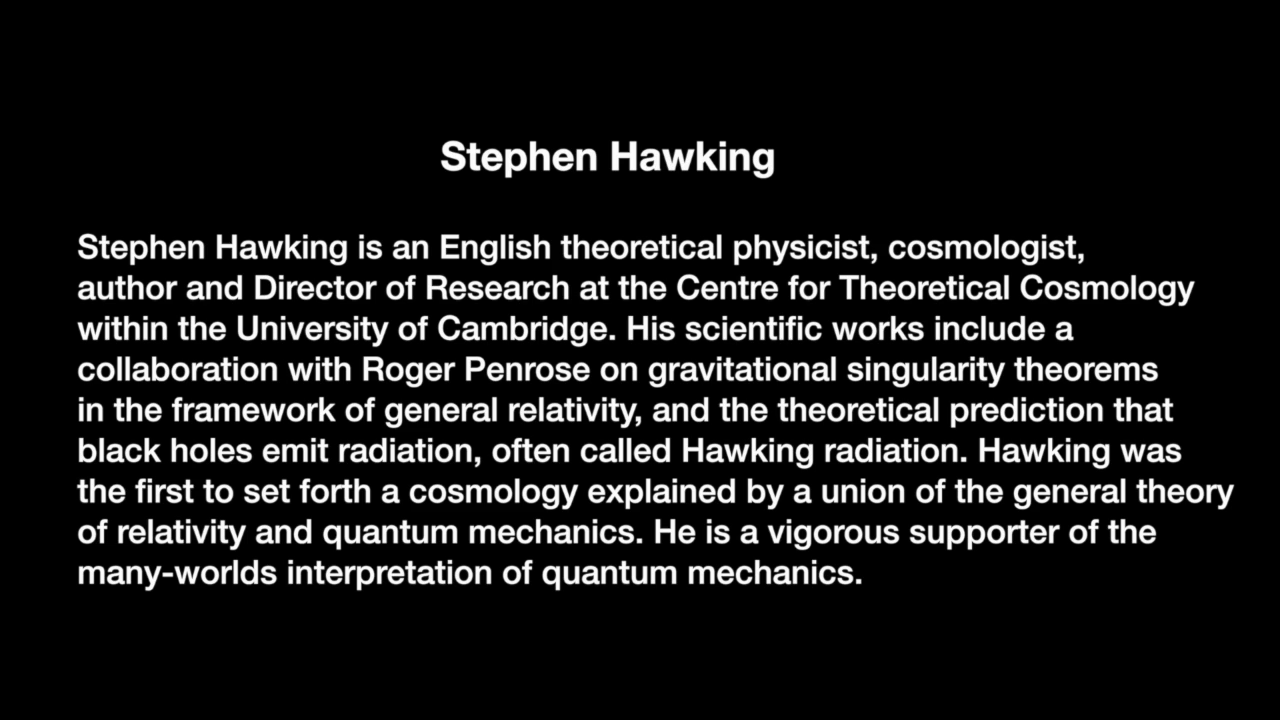 Stephen Hawking
Stephen Hawking is an English theoretical physicist, cosmologist,
author and Director of Research at the Centre for Theoretical Cosmology
within the University of Cambridge. His scientific works include a
collaboration with Roger Penrose on gravitational singularity theorems
in the framework of general relativity, and the theoretical prediction that
black holes emit radiation, often called Hawking radiation. Hawking was
the first to set forth a cosmology explained by a union of the general theory
of relativity and quantum mechanics. He is a vigorous supporter of the
many-worlds interpretation of quantum mechanics.